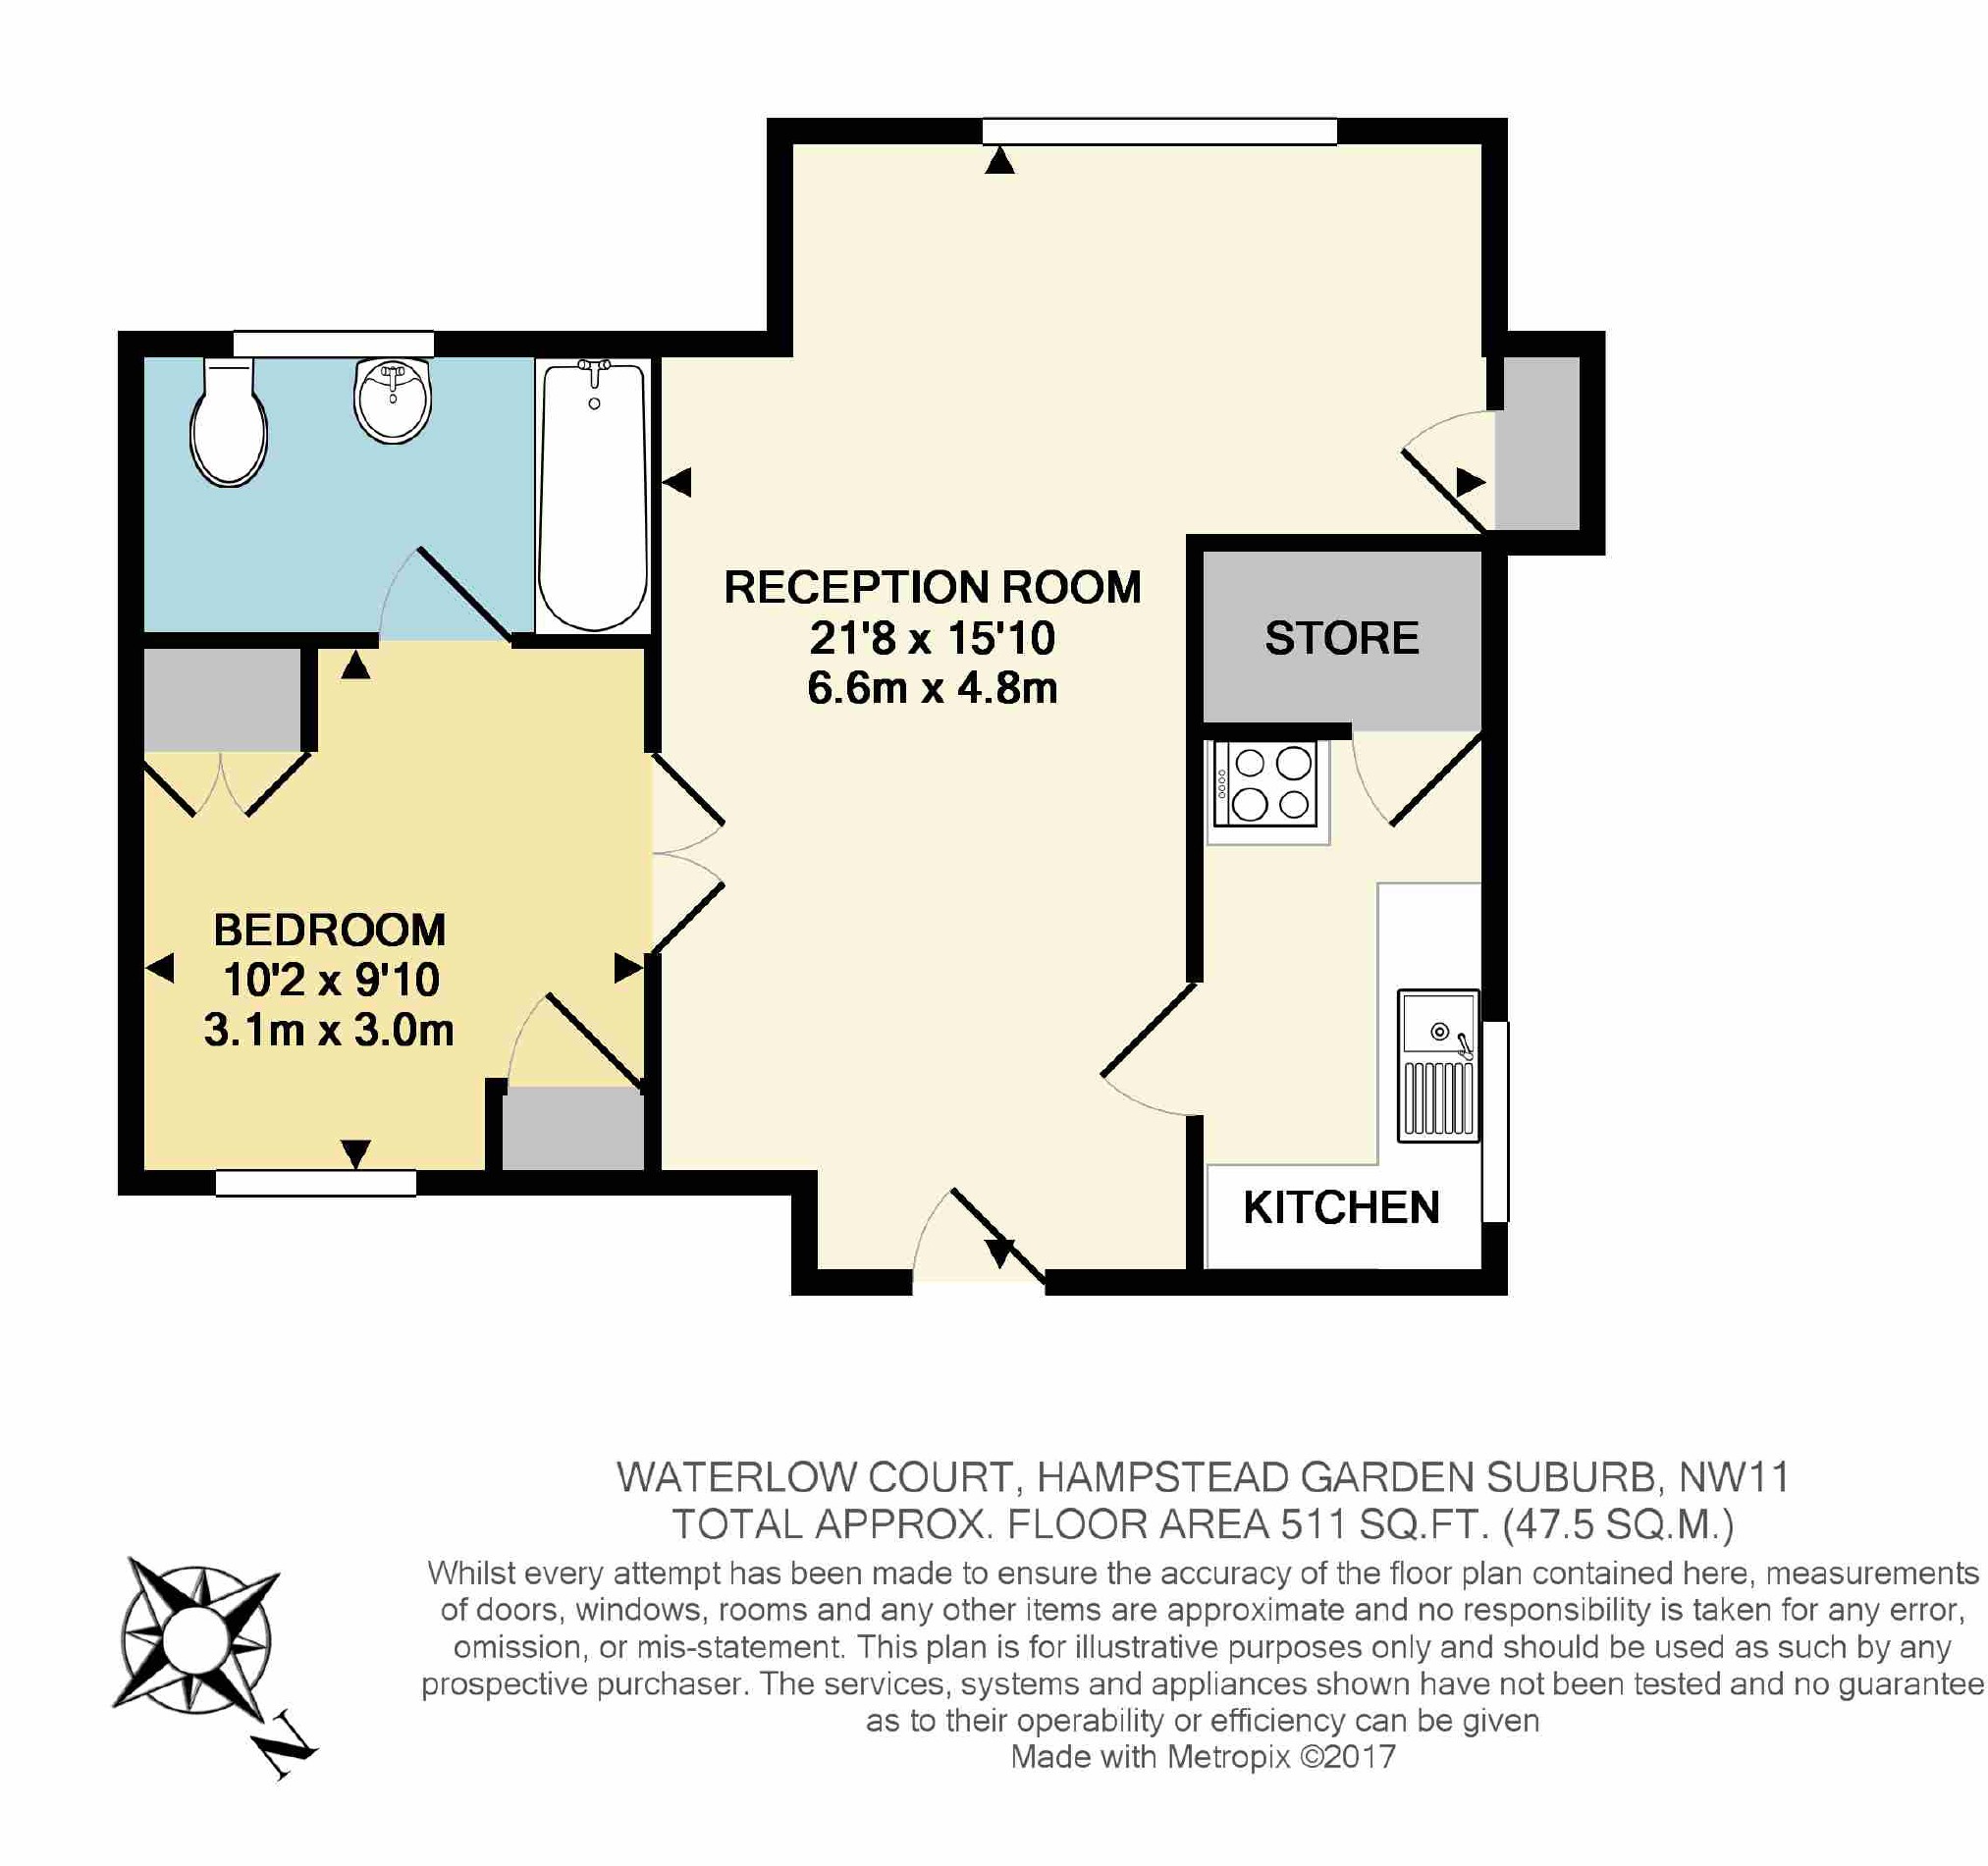 RECEPTION ROOM
21'8 x 15'10
6.6m x 4.8m
STORE
BEDROOM
10'2 x 9'10
3.1m x 3.0m
KITCHEN
WATERLOW COURT, HAMPSTEAD GARDEN SUBURB, NW11
TOTAL APPROX. FLOOR AREA 511 SQ.FT. (47.5 SQ.M.)
Whilst every attempt has been made to ensure the accuracy of the floor plan contained here, measurements
of doors, windows, rooms and any other items are approximate and no responsibility is taken for any error,
omission, or mis-statement. This plan is for illustrative purposes only and should be used as such by any
prospective purchaser. The services, systems and appliances shown have not been tested and no guarantee
as to their operability or efficiency can be given
Made with Metropix ©2017
N